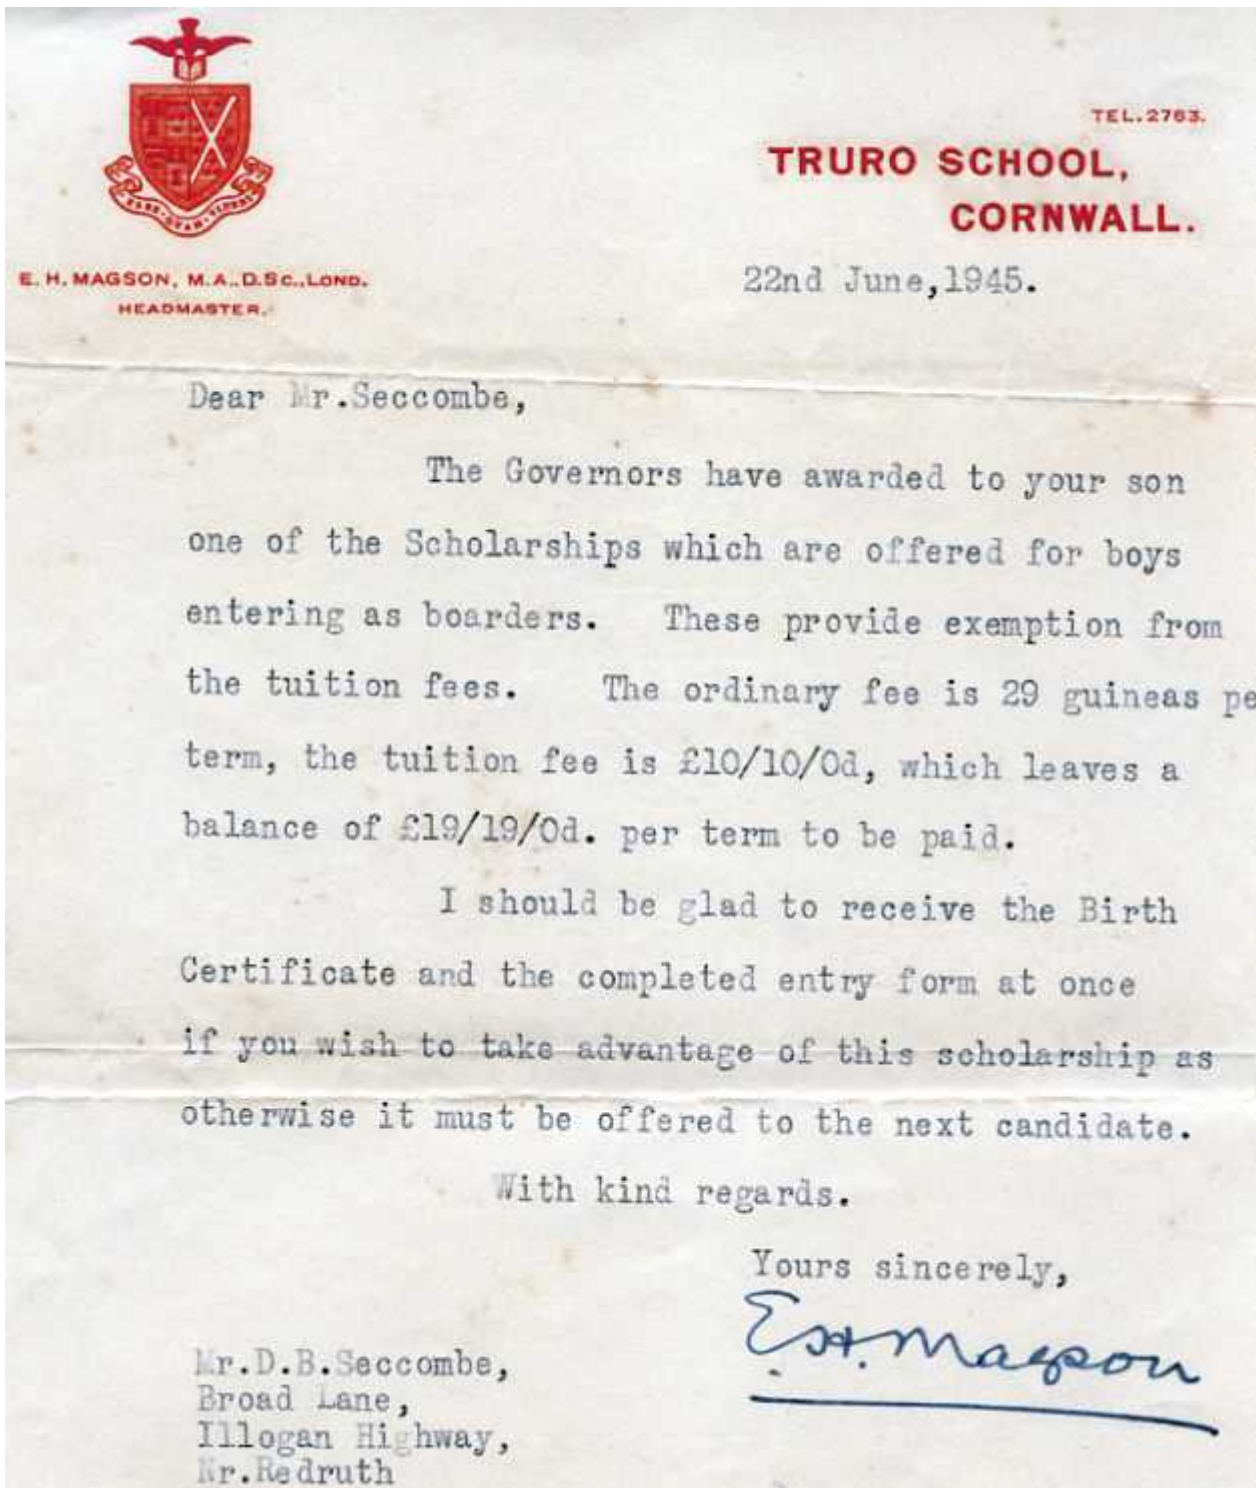 TEL.2763.
TRURO SCHOOL,
CORNWALL.
E. H. MAGSON, M.A.,D.Sc.,LOND.
HEADMASTER.
ESSE QUAM VIDERI
22nd June,1945.
Dear Mr.Seccombe,
The Governors have awarded to your son
one of the Scholarships which are offered for boys
entering as boarders. These provide exemption from
the tuition fees. The ordinary fee is 29 guineas pe
term, the tuition fee is £10/10/0d, which leaves a
balance of £19/19/0d. per term to be paid.
I should be glad to receive the Birth
Certificate and the completed entry form at once
if you wish to take advantage of this scholarship as
otherwise it must be offered to the next candidate.
With kind regards.
Yours sincerely,
E.H. Magson
Mr.D.B.Seccombe,
Broad Lane,
Illogan Highway,
Nr.Redruth